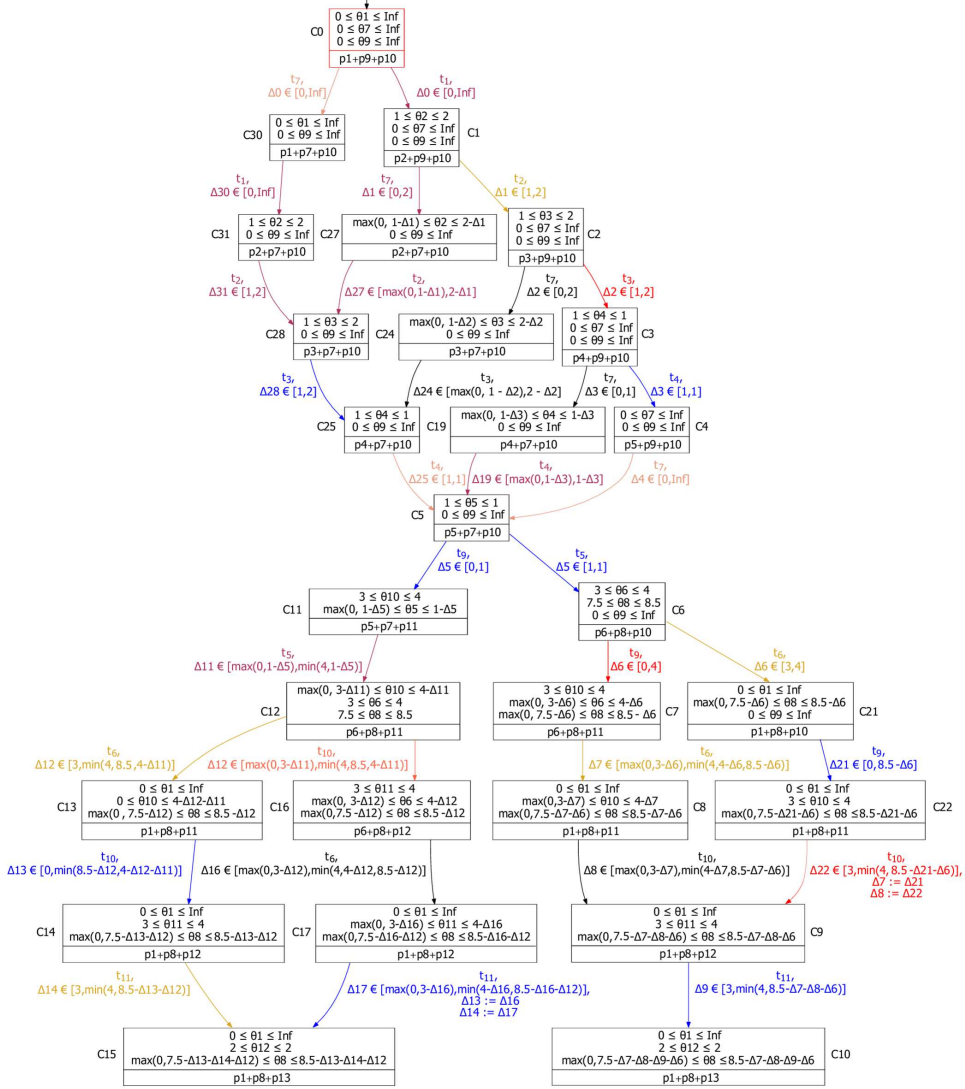 C0
0 ≤ θ1 ≤ Inf
0 ≤ θ7 ≤ Inf
0 ≤ θ9 ≤ Inf
p1+p9+p10
t7,
Δ0 € [0,Inf]
t1,
Δ0 € [0,Inf]
C30
0 ≤ θ1 ≤ Inf
0 ≤ θ9 ≤ Inf
p1+p7+p10
1 ≤ θ2 ≤ 2
0 ≤ θ7 ≤ Inf
0 ≤ θ9 ≤ Inf
p2+p9+p10
C1
t1,
Δ30 € [0,Inf]
t7,
Δ1 € [0,2]
t2,
Δ1 € [1,2]
C31
1 ≤ θ2 ≤ 2
0 ≤ θ9 ≤ Inf
p2+p7+p10
C27
max(0, 1-Δ1) ≤ θ2 ≤ 2-Δ1
0 ≤ θ9 ≤ Inf
p2+p7+p10
1 ≤ θ3 ≤ 2
0 ≤ θ7 ≤ Inf
0 ≤ θ9 ≤ Inf
p3+p9+p10
C2
t2,
Δ31 € [1,2]
t2,
Δ27 € [max(0,1-Δ1),2-Δ1]
t7,
Δ2 € [0,2]
t3,
Δ2 € [1,2]
C28
1 ≤ θ3 ≤ 2
0 ≤ θ9 ≤ Inf
p3+p7+p10
C24
max(0, 1-Δ2) ≤ θ3 ≤ 2-Δ2
0 ≤ θ9 ≤ Inf
p3+p7+p10
1 ≤ θ4 ≤ 1
0 ≤ θ7 ≤ Inf
0 ≤ θ9 ≤ Inf
p4+p9+p10
C3
t3,
Δ28 € [1,2]
t3,
Δ24 € [max(0, 1 - Δ2),2 - Δ2]
t7,
Δ3 € [0,1]
t4,
Δ3 € [1,1]
C25
1 ≤ θ4 ≤ 1
0 ≤ θ9 ≤ Inf
p4+p7+p10
C19
max(0, 1-Δ3) ≤ θ4 ≤ 1-Δ3
0 ≤ θ9 ≤ Inf
p4+p7+p10
0 ≤ θ7 ≤ Inf
0 ≤ θ9 ≤ Inf
p5+p9+p10
C4
t4,
Δ25 € [1,1]
t4,
Δ19 € [max(0,1-Δ3),1-Δ3]
t7,
Δ4 € [0,Inf]
C5
1 ≤ θ5 ≤ 1
0 ≤ θ9 ≤ Inf
p5+p7+p10
t9,
Δ5 € [0,1]
t5,
Δ5 € [1,1]
C11
3 ≤ θ10 ≤ 4
max(0, 1-Δ5) ≤ θ5 ≤ 1-Δ5
p5+p7+p11
3 ≤ θ6 ≤ 4
7.5 ≤ θ8 ≤ 8.5
0 ≤ θ9 ≤ Inf
p6+p8+p10
C6
t5,
Δ11 € [max(0,1-Δ5),min(4,1-Δ5)]
t9,
Δ6 € [0,4]
t6,
Δ6 € [3,4]
C12
max(0, 3-Δ11) ≤ θ10 ≤ 4-Δ11
3 ≤ θ6 ≤ 4
7.5 ≤ θ8 ≤ 8.5
p6+p8+p11
3 ≤ θ10 ≤ 4
max(0, 3-Δ6) ≤ θ6 ≤ 4-Δ6
max(0, 7.5-Δ6) ≤ θ8 ≤ 8.5 - Δ6
p6+p8+p11
C7
0 ≤ θ1 ≤ Inf
max(0, 7.5-Δ6) ≤ θ8 ≤ 8.5-Δ6
0 ≤ θ9 ≤ Inf
p1+p8+p10
C21
t6,
Δ12 € [3,min(4,8.5,4-Δ11)]
t10,
Δ12 € [max(0,3-Δ11),min(4,8.5,4-Δ11)]
t6,
Δ7 € [max(0,3-Δ6),min(4,4-Δ6,8.5-Δ6)]
t9,
Δ21 € [0,8.5-Δ6]
C13
0 ≤ θ1 ≤ Inf
0 ≤ θ10 ≤ 4-Δ12-Δ11
max(0 ,7.5-Δ12) ≤ θ8 ≤ 8.5-Δ12
p1+p8+p11
C16
3 ≤ θ11 ≤ 4
max(0, 3-Δ12) ≤ θ6 ≤ 4-Δ12
max(0,7.5-Δ12) ≤ θ8 ≤ 8.5-Δ12
p6+p8+p12
0 ≤ θ1 ≤ Inf
max(0,3-Δ7) ≤ θ10 ≤ 4-Δ7
max(0,7.5-Δ7-Δ6) ≤ θ8 ≤8.5-Δ7-Δ6
p1+p8+p11
C8
0 ≤ θ1 ≤ Inf
3 ≤ θ10 ≤ 4
max(0,7.5-Δ21-Δ6) ≤ θ8 ≤8.5-Δ21-Δ6
p1+p8+p11
C22
t10,
Δ13 € [0,min(8.5-Δ12,4-Δ12-Δ11)]
t6,
Δ16 € [max(0,3-Δ12),min(4,4-Δ12,8.5-Δ12)]
t10,
Δ8 € [max(0,3-Δ7),min(4-Δ7,8.5-Δ7-Δ6)]
t10,
Δ22 € [3,min(4,8.5-Δ21-Δ6)],
Δ7 := Δ21
Δ8 := Δ22
C14
0 ≤ θ1 ≤ Inf
3 ≤ θ11 ≤ 4
max(0,7.5-Δ13-Δ12) ≤ θ8 ≤8.5-Δ13-Δ12
p1+p8+p12
0 ≤ θ1 ≤ Inf
max(0, 3-Δ16) ≤ θ11 ≤ 4-Δ16
max(0,7.5-Δ16-Δ12) ≤ θ8 ≤8.5-Δ16-Δ12
p1+p8+p12
C17
0 ≤ θ1 ≤ Inf
3 ≤ θ11 ≤ 4
max(0,7.5-Δ7-Δ8-Δ6) ≤ θ8 ≤8.5-Δ7-Δ8-Δ6
p1+p8+p12
C9
t11,
Δ14 € [3,min(4,8.5-Δ13-Δ12)]
t11,
Δ17 € [max(0,3-Δ16),min(4-Δ16,8.5-Δ16-Δ12)],
Δ13 := Δ16
Δ14 := Δ17
t11,
Δ9 € [3,min(4,8.5-Δ7-Δ8-Δ6)]
C15
0 ≤ θ1 ≤ Inf
2 ≤ θ12 ≤ 2
max(0,7.5-Δ13-Δ14-Δ12) ≤ θ8 ≤8.5-Δ13-Δ14-Δ12
p1+p8+p13
0 ≤ θ1 ≤ Inf
2 ≤ θ12 ≤ 2
max(0,7.5-Δ7-Δ8-Δ9-Δ6) ≤ θ8 ≤8.5-Δ7-Δ8-Δ9-Δ6
p1+p8+p13
C10